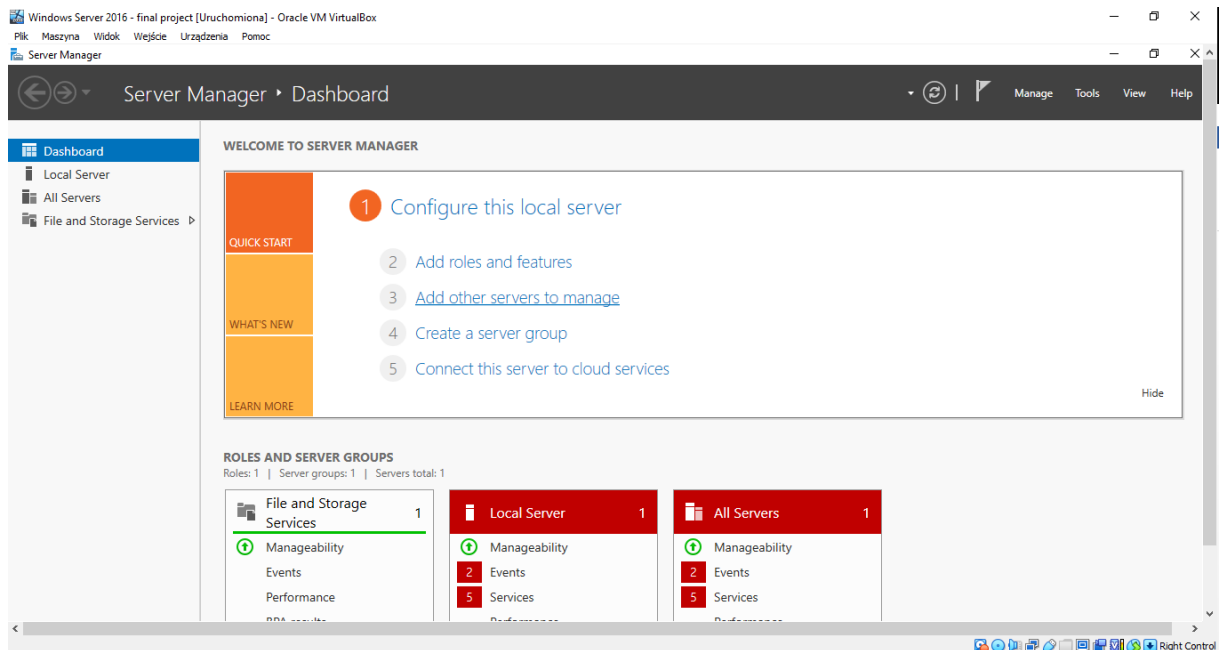 Windows Server 2016 - final project [Uruchomiona] - Oracle VM VirtualBox
Plik Maszyna Widok Wejście Urządzenia Pomoc
Server Manager
Server Manager • Dashboard
Manage Tools View Help
Dashboard
Local Server
All Servers
File and Storage Services
WELCOME TO SERVER MANAGER
QUICK START
WHAT'S NEW
LEARN MORE
1 Configure this local server
2 Add roles and features
3 Add other servers to manage
4 Create a server group
5 Connect this server to cloud services
Hide
ROLES AND SERVER GROUPS
Roles: 1 | Server groups: 1 | Servers total: 1
File and Storage Services 1
Manageability
Events
Performance
BPA results
Local Server 1
Manageability
2 Events
5 Services
Performance
All Servers 1
Manageability
2 Events
5 Services
Performance
Right Control